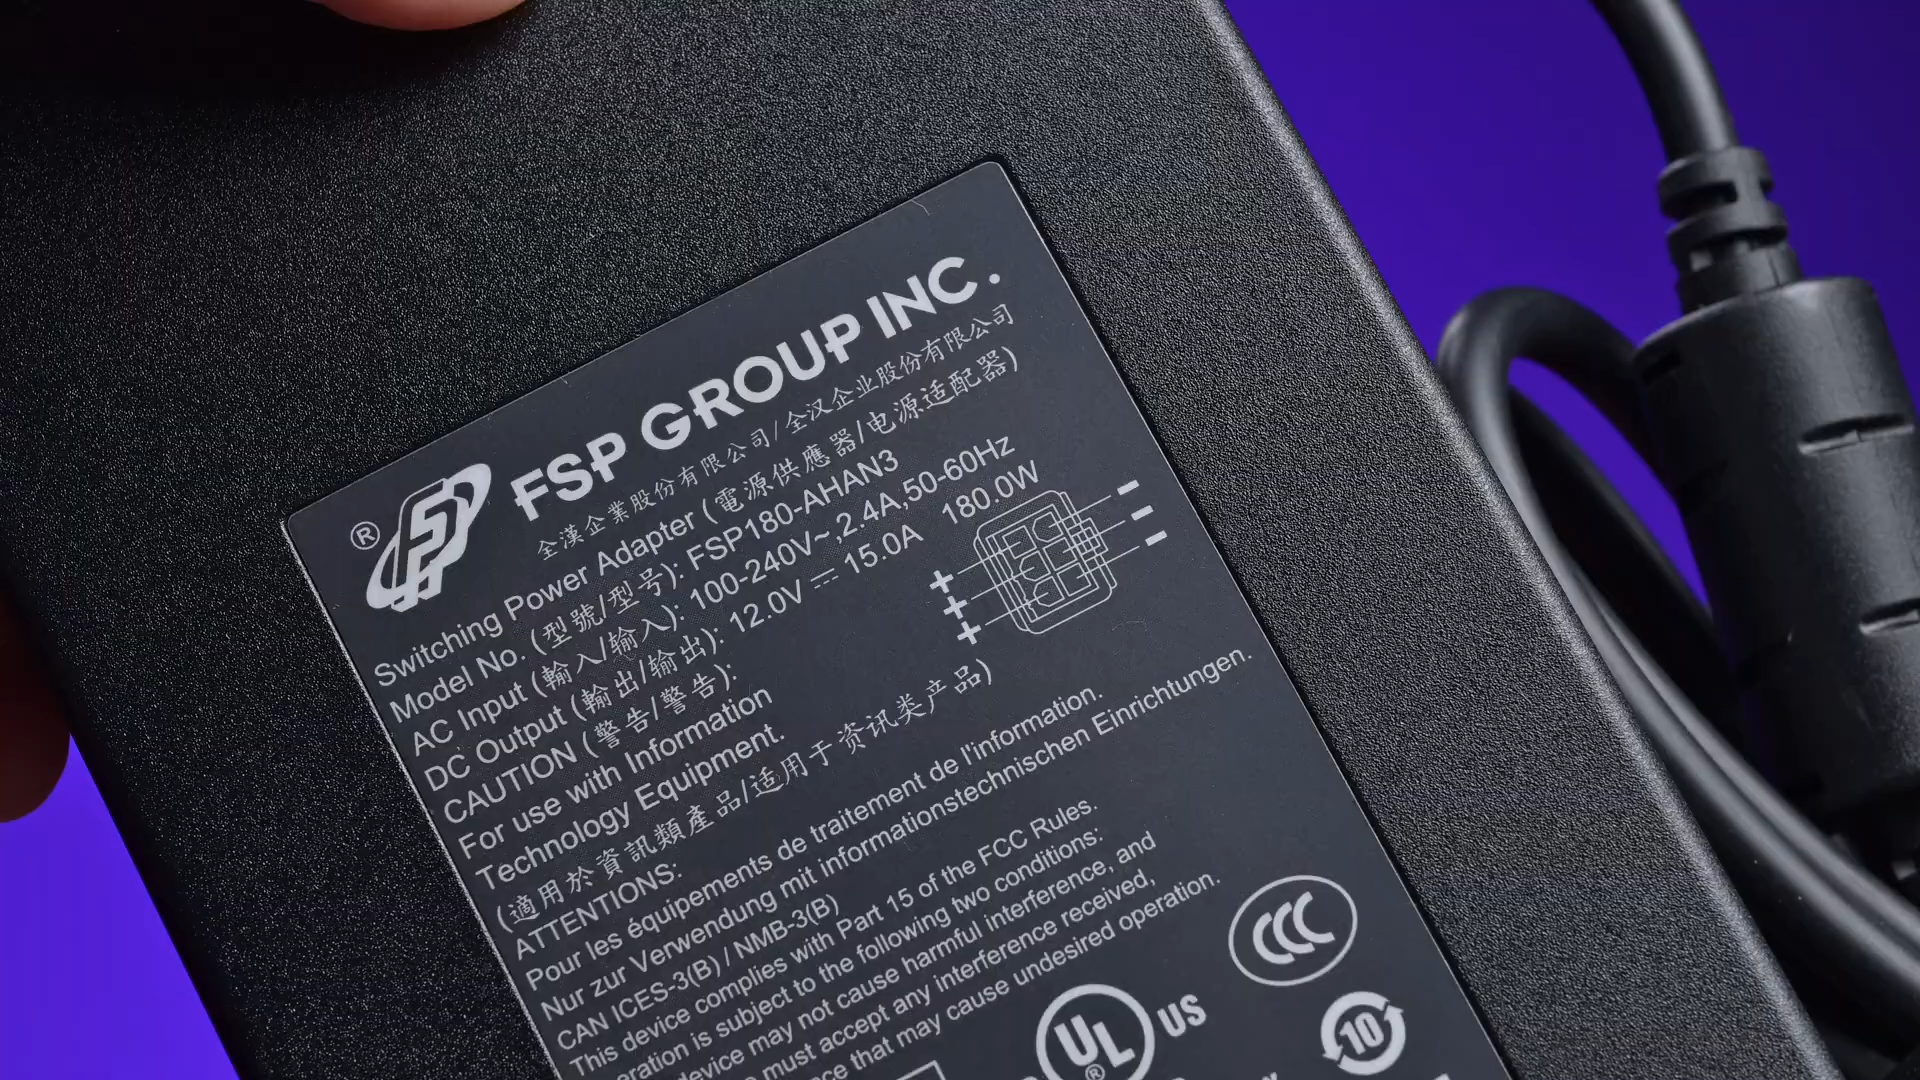 ®
FSP GROUP INC.
全漢企業股份有限公司/全汉企业股份有限公司
Switching Power Adapter (電源供應器/电源适配器)
Model No. (型號/型号): FSP180-AHAN3
AC Input (輸入/输入): 100-240V~,2.4A,50-60Hz
DC Output (輸出/输出): 12.0V ⎓ 15.0A 180.0W
CAUTION (警告/警告):
For use with Information
Technology Equipment.
(適用於資訊類產品/适用于资讯类产品)
ATTENTIONS:
Pour les équipements de traitement de l'information.
Nur zur Verwendung mit informationstechnischen Einrichtungen.
CAN ICES-3(B) / NMB-3(B)
This device complies with Part 15 of the FCC Rules.
is subject to the following two conditions:
device may not cause harmful interference, and
must accept any interference received,
that may cause undesired operation.
+ + +
- - -
CCC
UL ® US
10